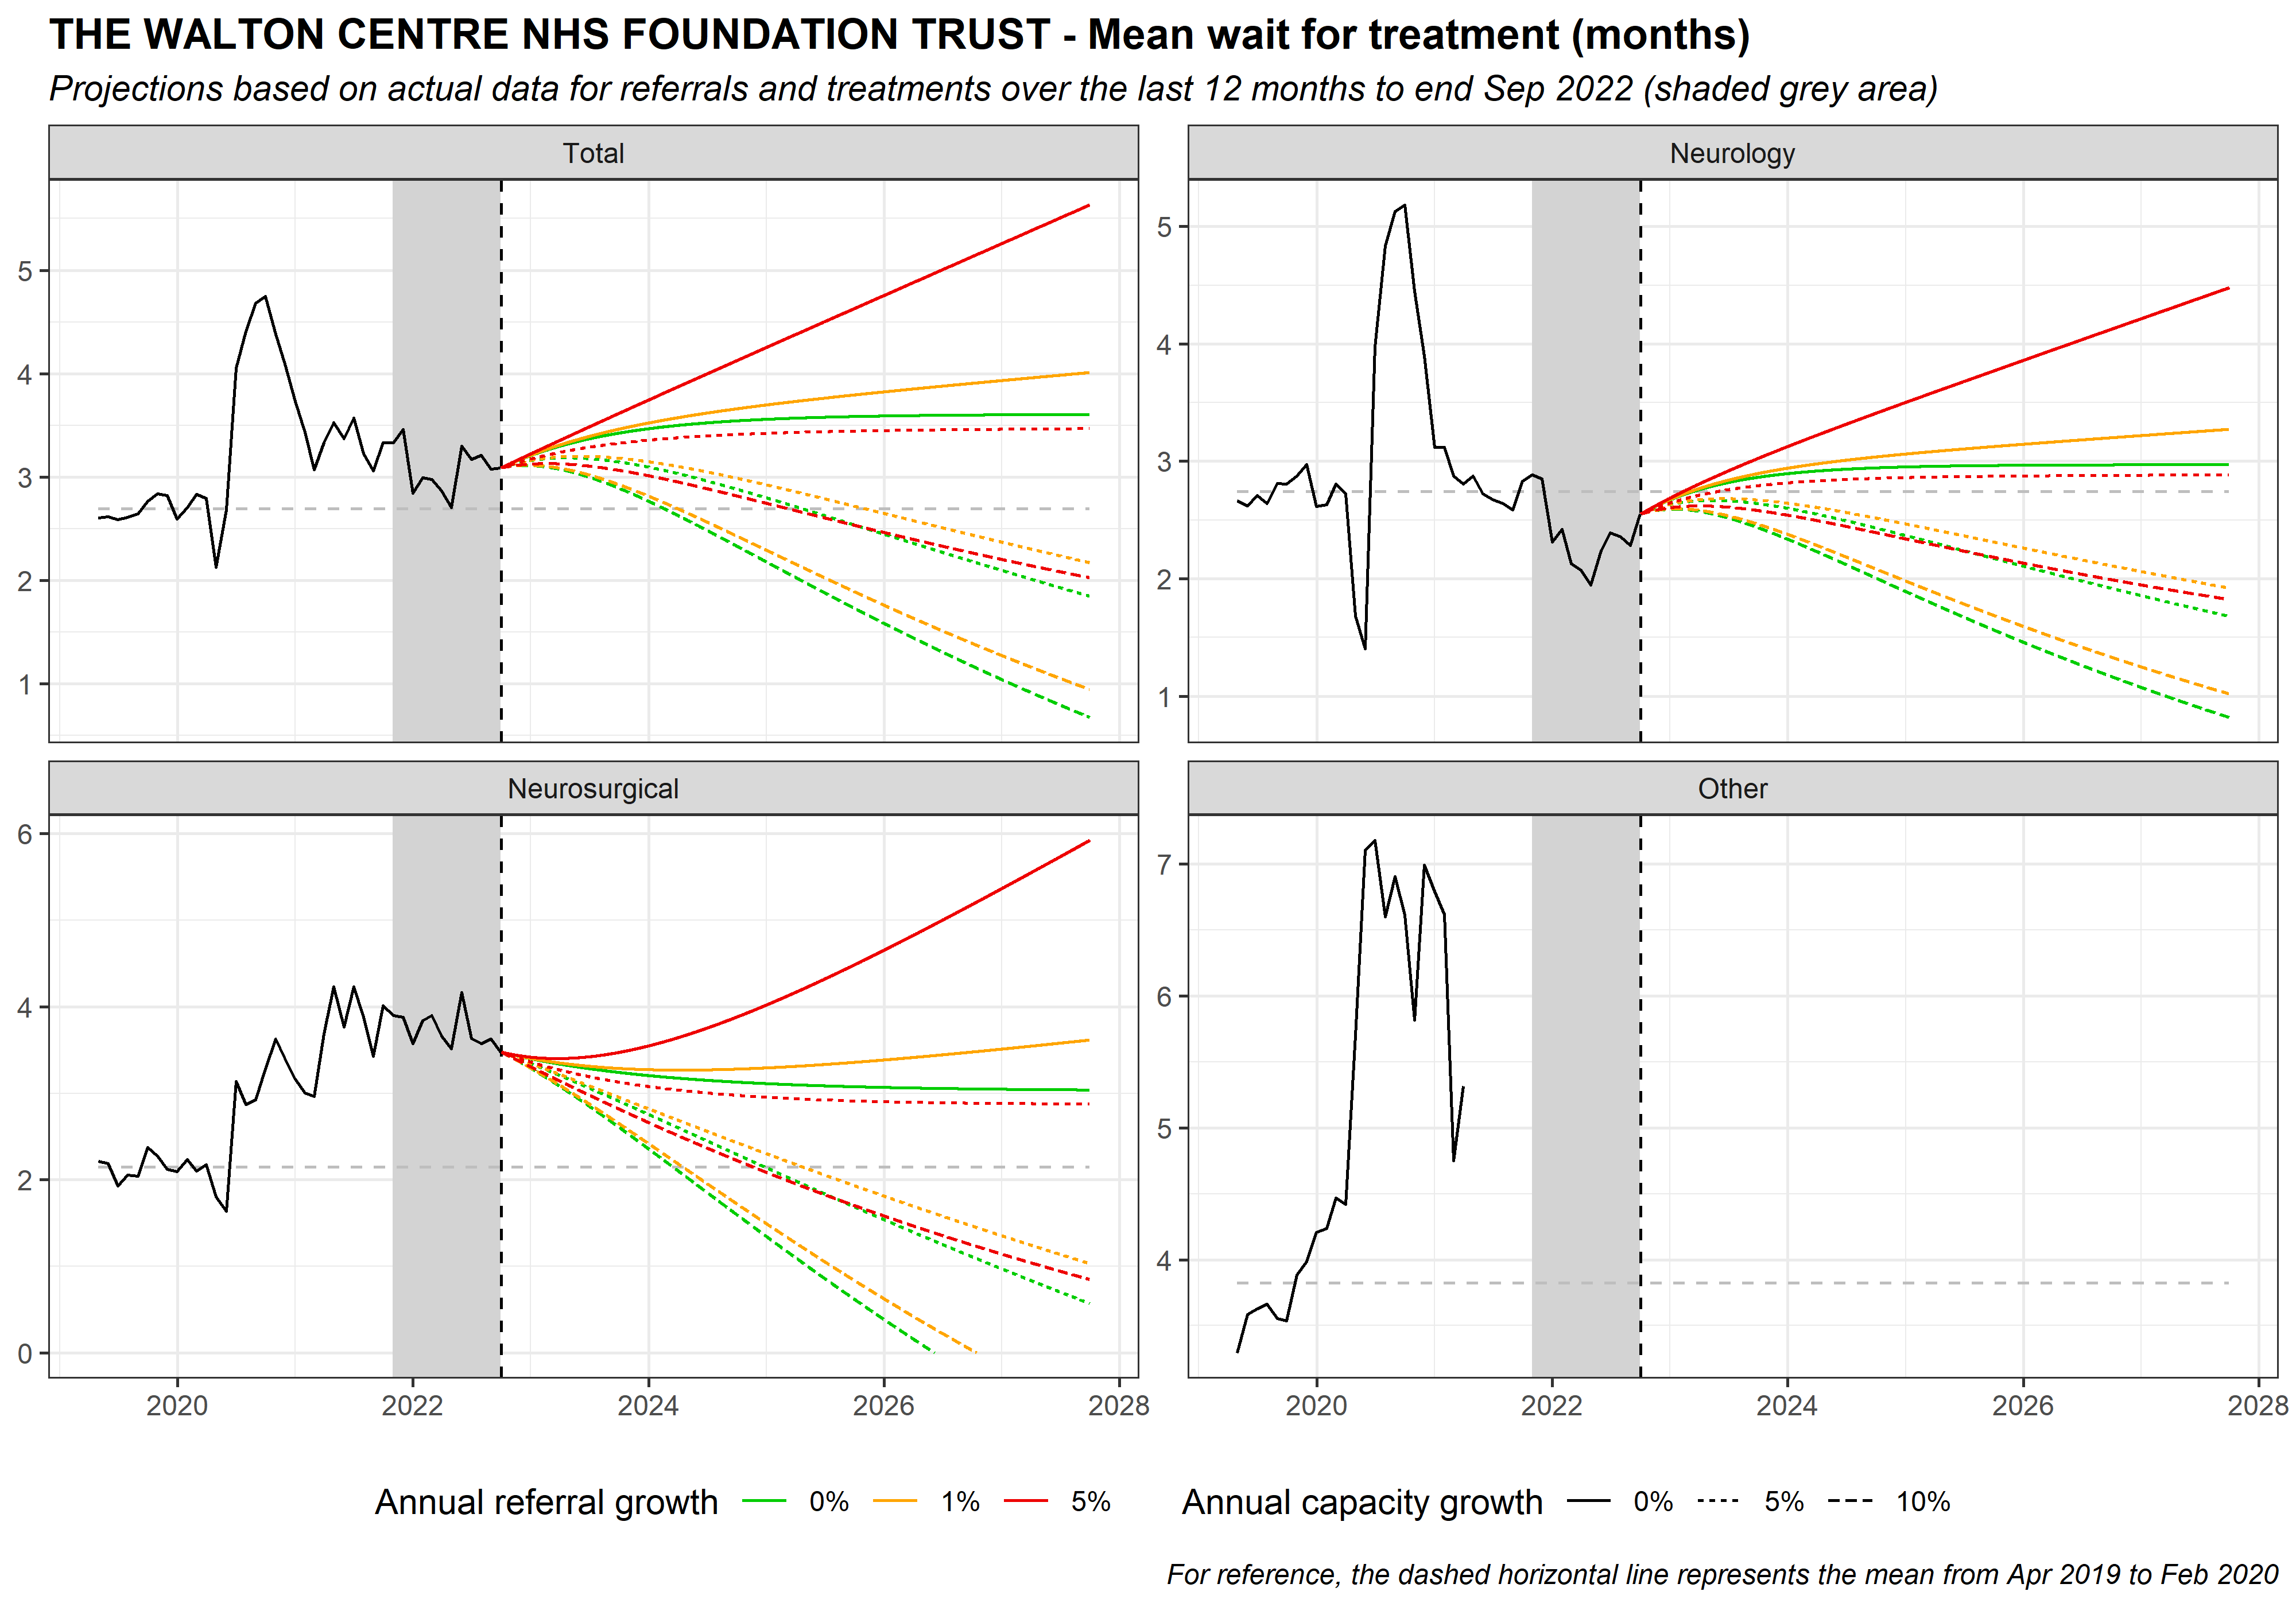 THE WALTON CENTRE NHS FOUNDATION TRUST - Mean wait for treatment (months)
Projections based on actual data for referrals and treatments over the last 12 months to end Sep 2022 (shaded grey area)
Total
5
4
3
2
1
Neurology
5
4
3
2
1
Neurosurgical
6
4
2
0
2020 2022 2024 2026 2028
Other
7
6
5
4
2020 2022 2024 2026 2028
Annual referral growth 0% 1% 5%
Annual capacity growth 0% 5% 10%
For reference, the dashed horizontal line represents the mean from Apr 2019 to Feb 2020